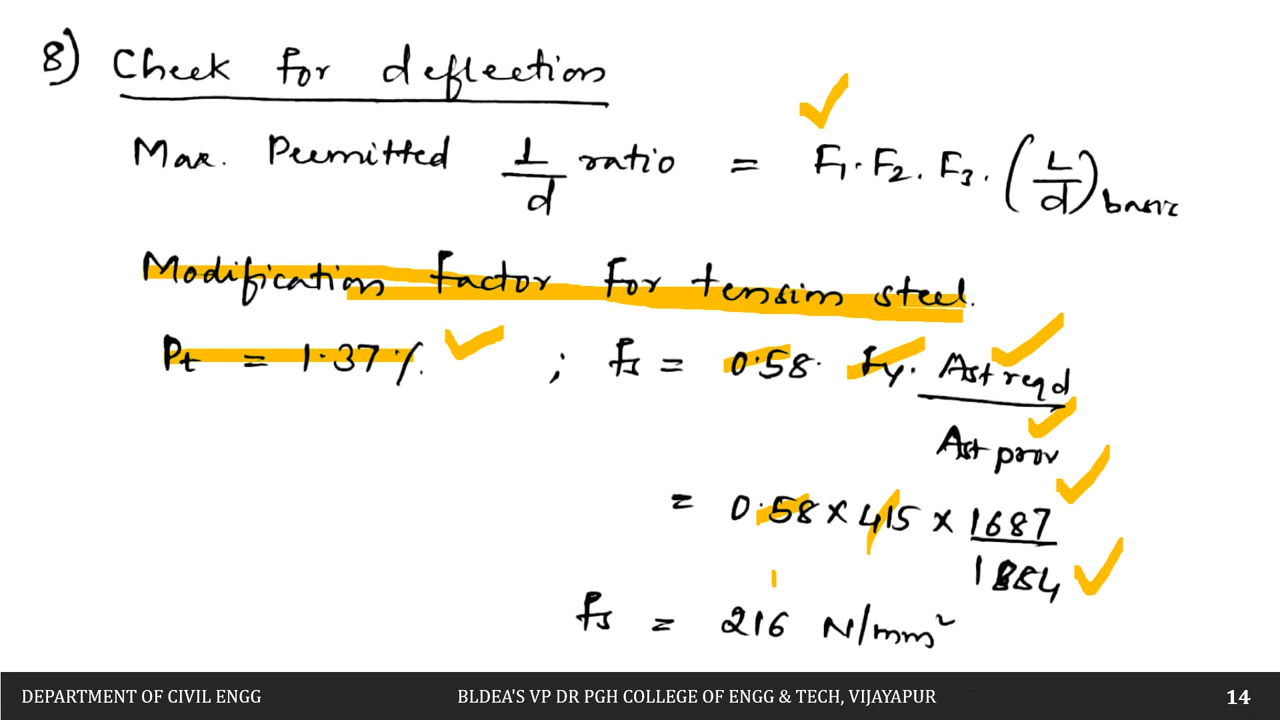 8) Check for deflection
Max. Permitted L/d ratio = F1. F2. F3. (L/d)basic
Modification factor for tension steel.
Pt = 1.37%. ; fs = 0.58. fy. Ast reqd / Ast prov
= 0.58 × 415 × 1687 / 1884
fs = 216 N/mm²
DEPARTMENT OF CIVIL ENGG BLDEA'S VP DR PGH COLLEGE OF ENGG & TECH, VIJAYAPUR 14